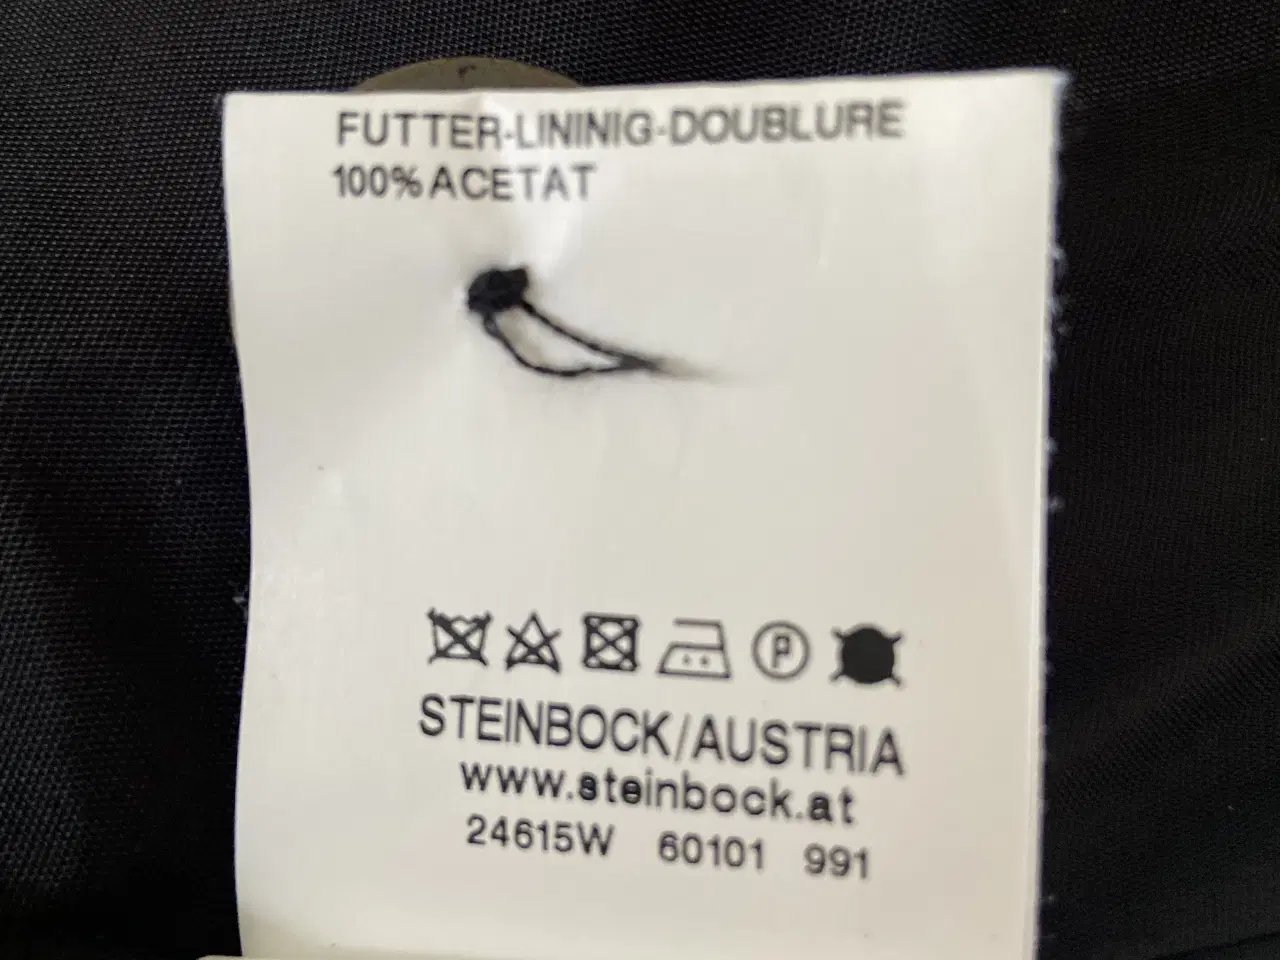 FUTTER-LININIG-DOUBLURE
100% ACETAT
P
STEINBOCK/AUSTRIA
www.steinbock.at
24615W 60101 991